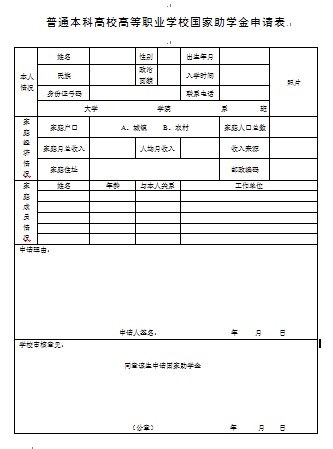 普通本科高校高等职业学校国家助学金申请表
本人情况 姓名 性别 出生年月 照片
民族 政治面貌 入学时间
身份证号码 联系电话
大学 学院 系 班
家庭经济情况 家庭户口 A、城镇 B、农村 家庭人口总数
家庭月总收入 人均月收入 收入来源
家庭住址 邮政编码
家庭成员情况 姓名 年龄 与本人关系 工作单位
申请理由：
申请人签名： 年 月 日
学校审核意见：
同意该生申请国家助学金
（公章） 年 月 日